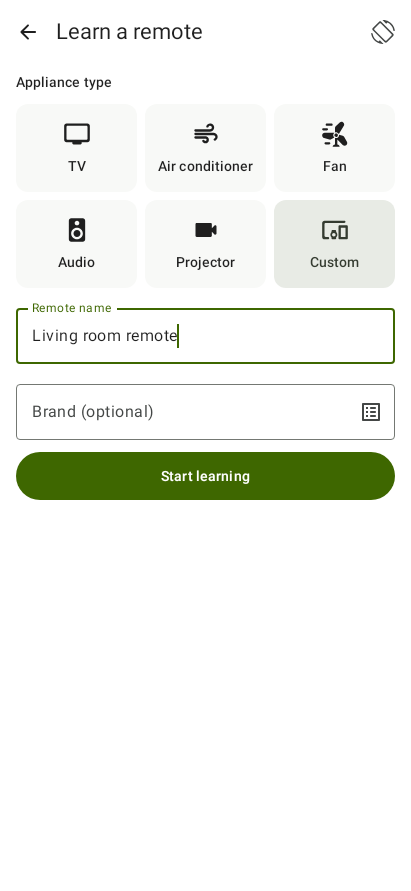 Learn a remote
Appliance type
TV
Air conditioner
Fan
Audio
Projector
Custom
Remote name
Living room remote
Brand (optional)
Start learning